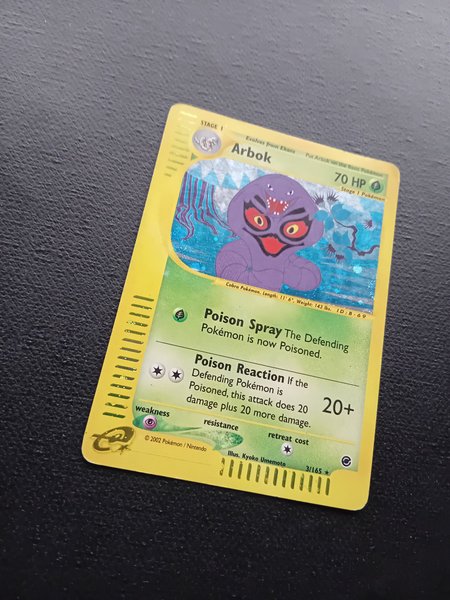 STAGE 1
Evolves from Ekans
Put Arbok on the Basic Pokémon
Arbok
70 HP
Stage 1 Pokémon
Cobra Pokémon. Length: 11' 6", Weight: 143 lbs. ID: B - 69
Poison Spray The Defending
Pokémon is now Poisoned.
Poison Reaction If the
Defending Pokémon is
Poisoned, this attack does 20
damage plus 20 more damage.
20+
weakness
resistance
retreat cost
© 2002 Pokémon / Nintendo
Illus. Kyoko Umemoto
3/165 ★
e